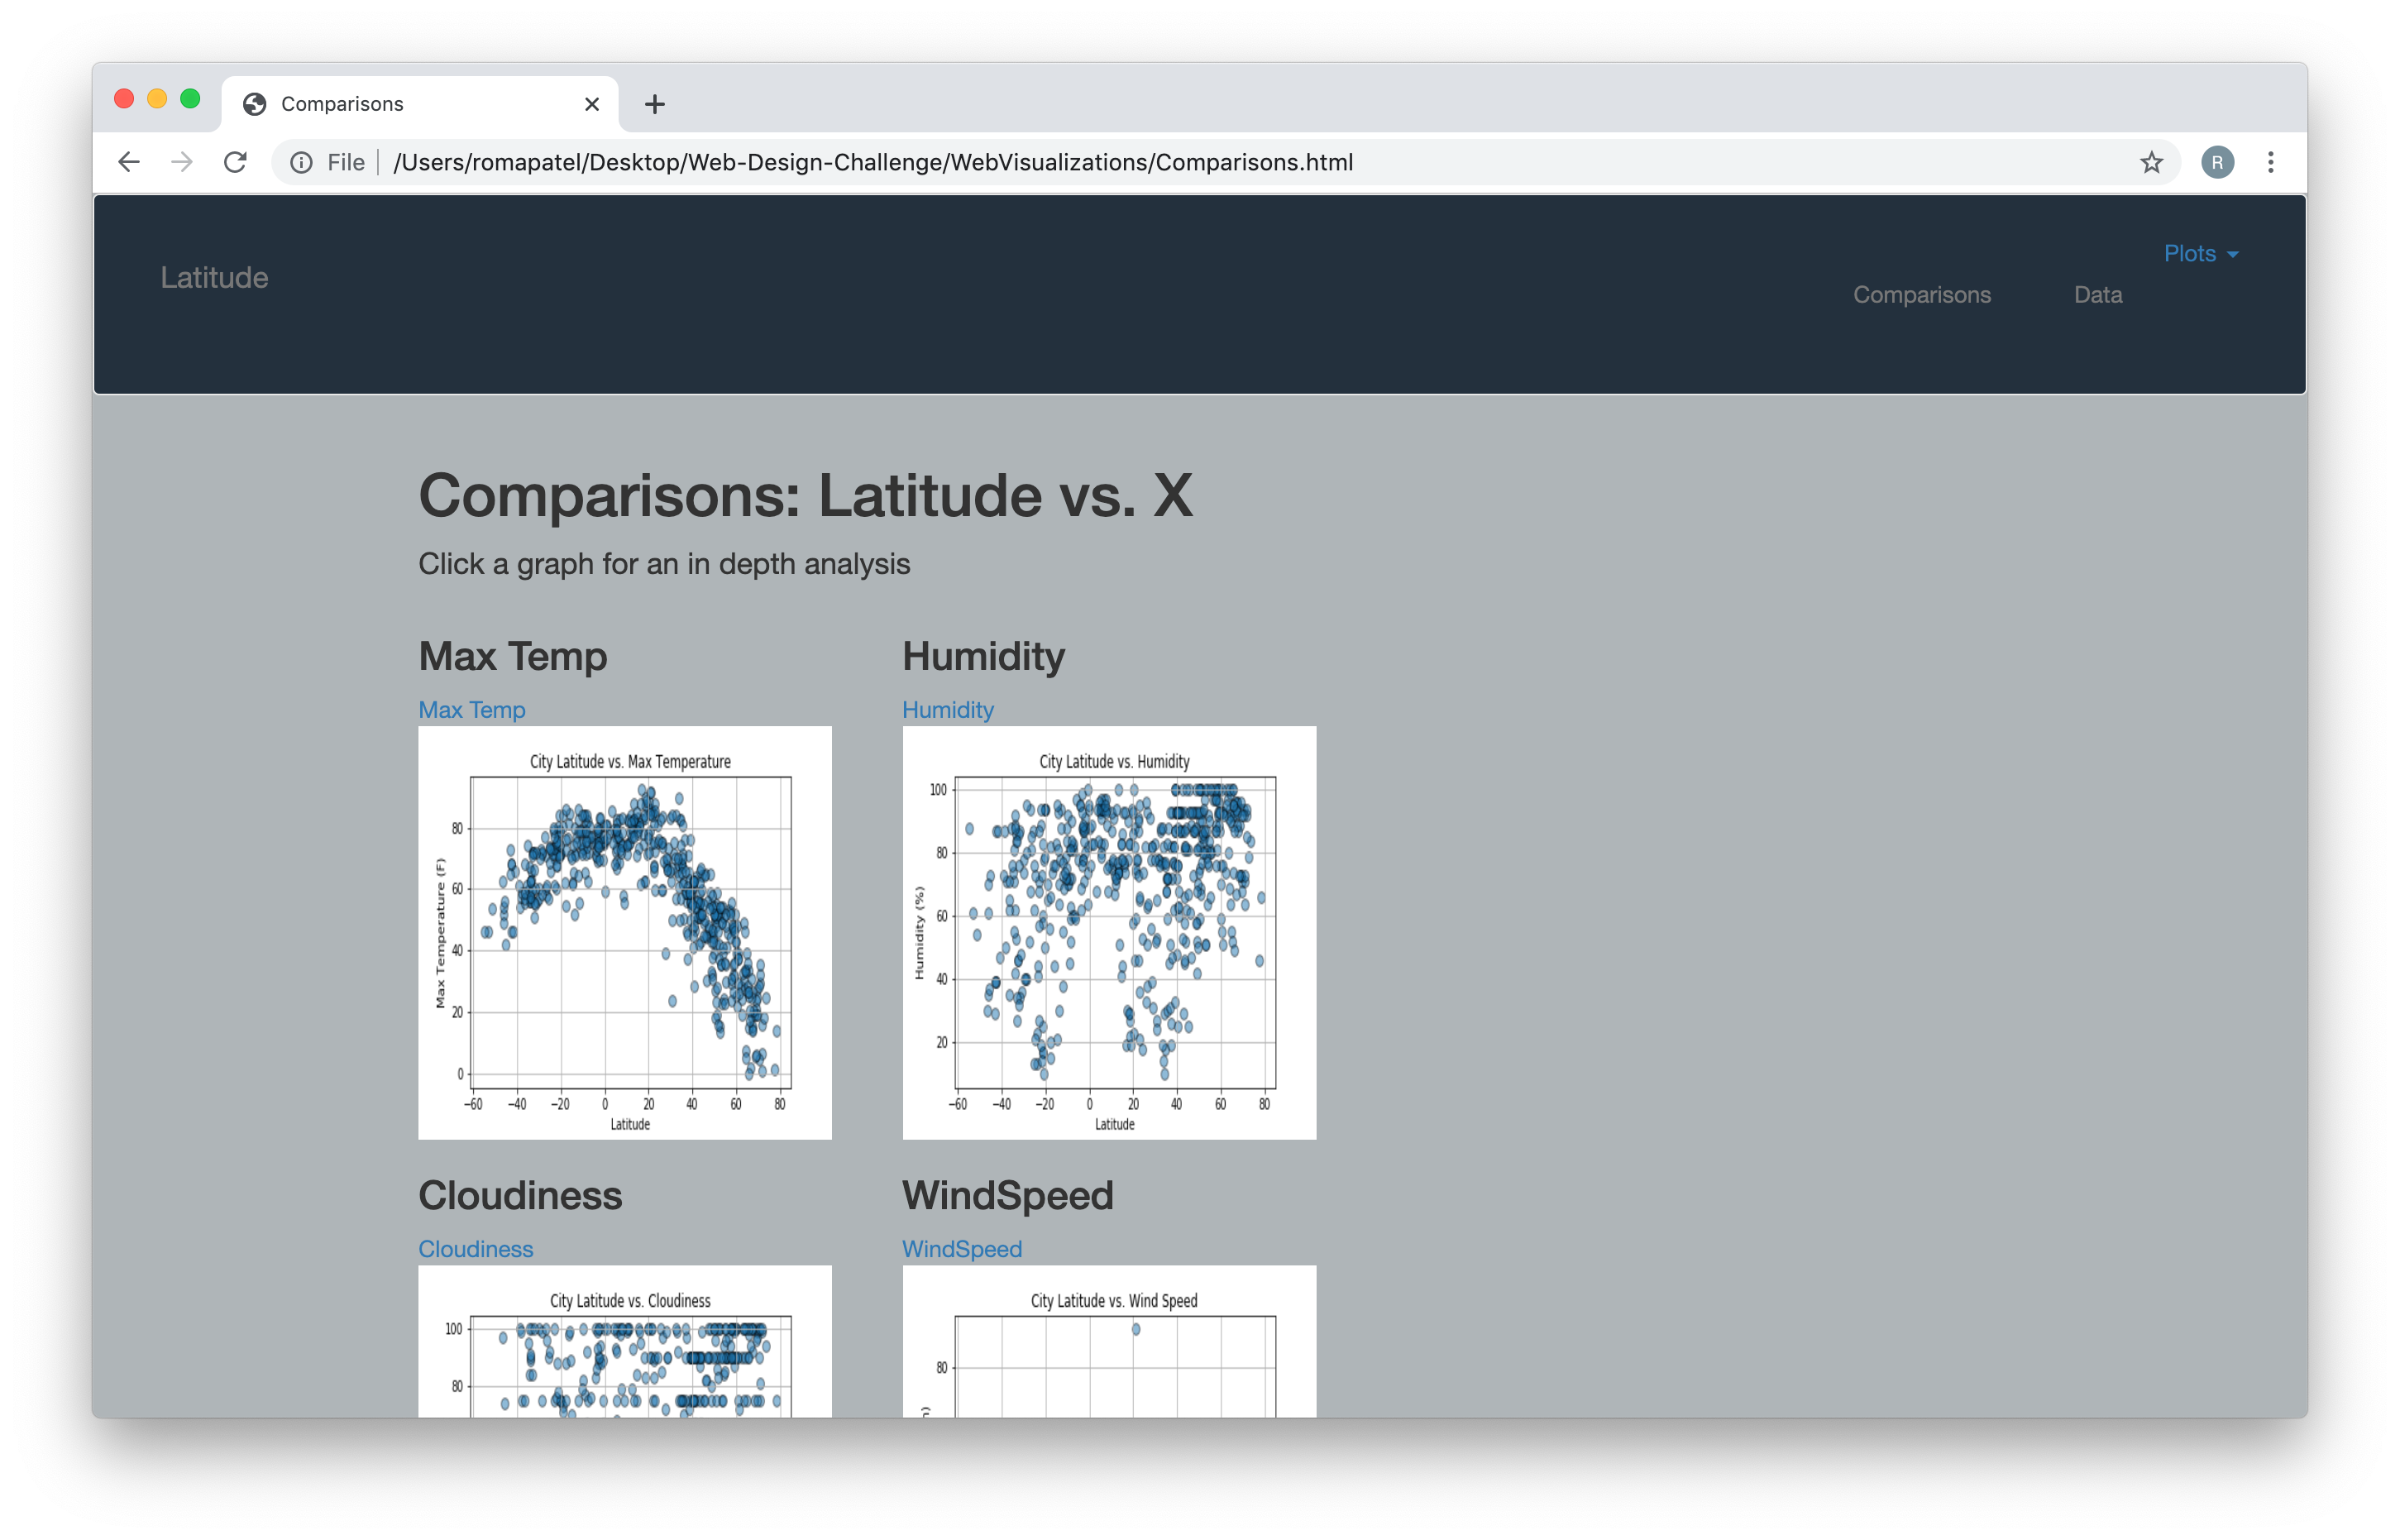 Comparisons
File
/Users/romapatel/Desktop/Web-Design-Challenge/WebVisualizations/Comparisons.html
R
Latitude
Comparisons
Data
Plots
Comparisons: Latitude vs. X
Click a graph for an in depth analysis
Max Temp
Max Temp
City Latitude vs. Max Temperature
Max Temperature (F)
80
60
40
20
0
−60 −40 −20 0 20 40 60 80
Latitude
Humidity
Humidity
City Latitude vs. Humidity
Humidity (%)
100
80
60
40
20
−60 −40 −20 0 20 40 60 80
Latitude
Cloudiness
Cloudiness
City Latitude vs. Cloudiness
100
80
WindSpeed
WindSpeed
City Latitude vs. Wind Speed
80